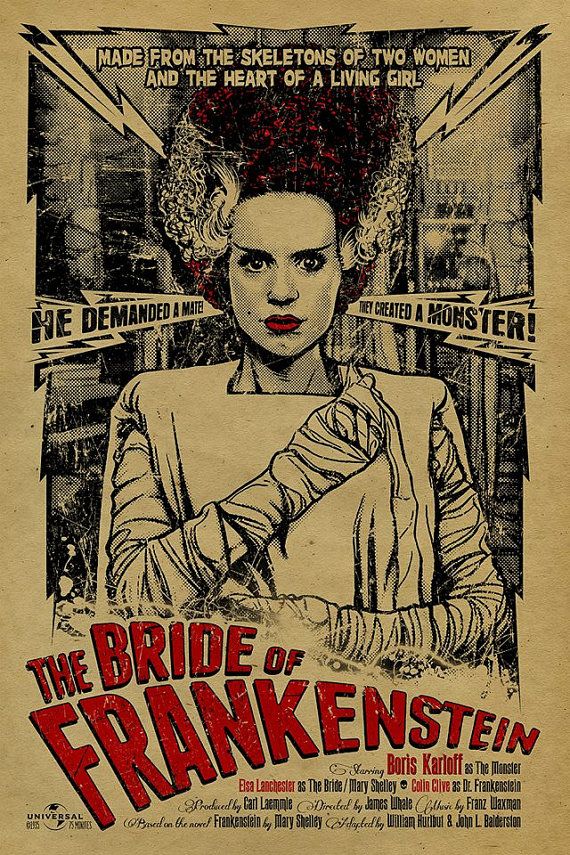 MADE FROM THE SKELETONS OF TWO WOMEN
AND THE HEART OF A LIVING GIRL
HE DEMANDED A MATE!
THEY CREATED A MONSTER!
THE BRIDE OF
FRANKENSTEIN
Starring Boris Karloff as The Monster
Elsa Lanchester as The Bride / Mary Shelley Colin Clive as Dr. Frankenstein
Produced by Carl Laemmle Directed by James Whale Music by Franz Waxman
Based on the novel Frankenstein by Mary Shelley Adapted by William Hurlbut & John L. Balderston
UNIVERSAL
©1935 75 MINUTES